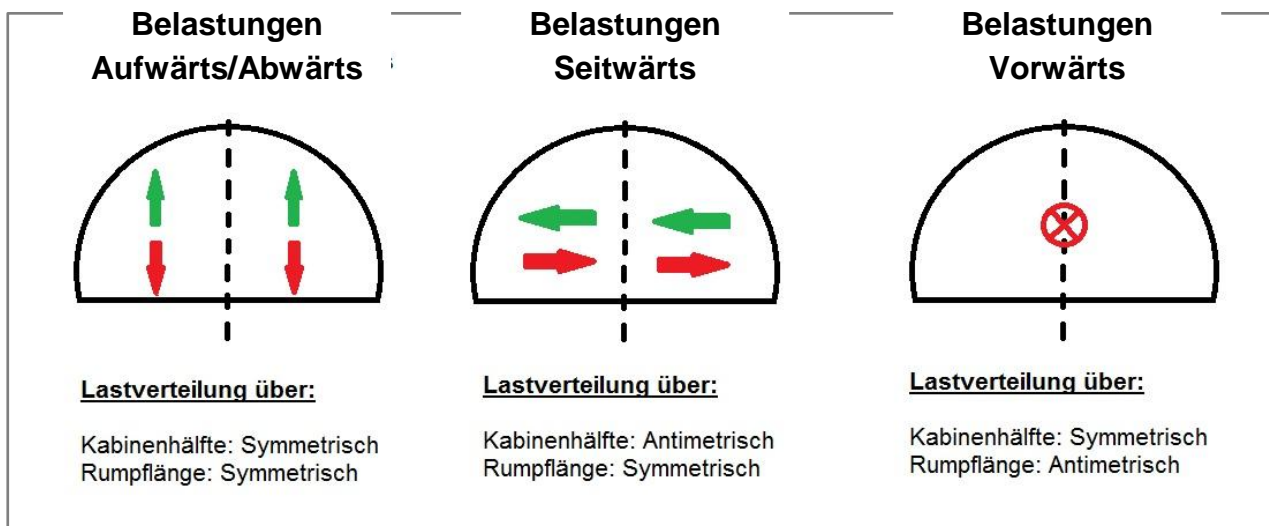 Belastungen
Aufwärts/Abwärts
Lastverteilung über:
Kabinenhälfte: Symmetrisch
Rumpflänge: Symmetrisch
Belastungen
Seitwärts
Lastverteilung über:
Kabinenhälfte: Antimetrisch
Rumpflänge: Symmetrisch
Belastungen
Vorwärts
Lastverteilung über:
Kabinenhälfte: Symmetrisch
Rumpflänge: Antimetrisch